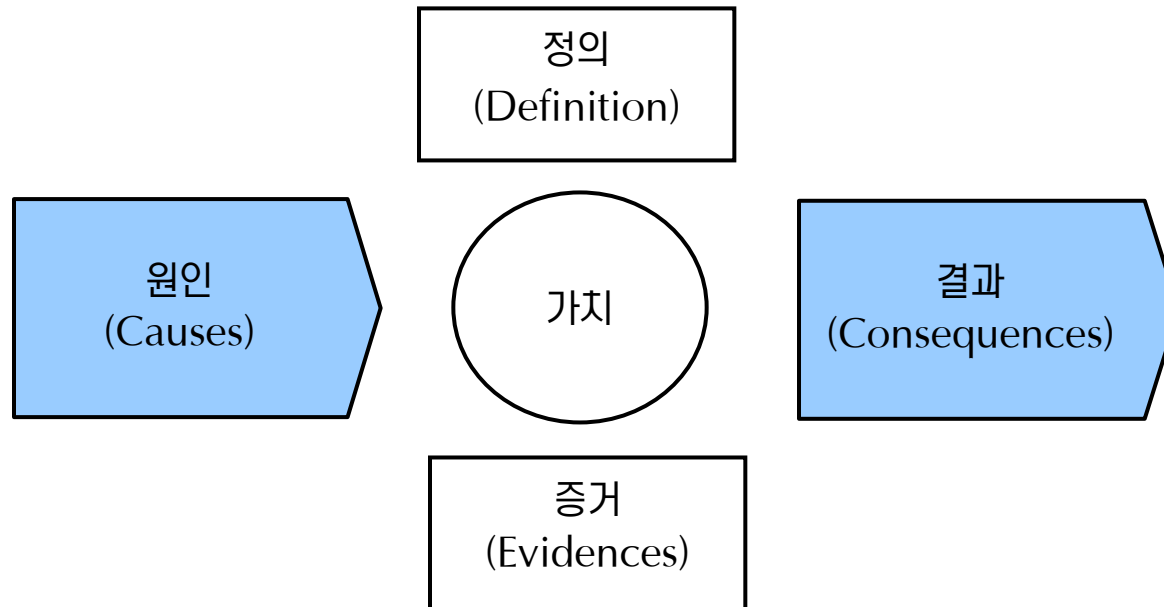 정의
(Definition)
원인
(Causes)
가치
결과
(Consequences)
증거
(Evidences)